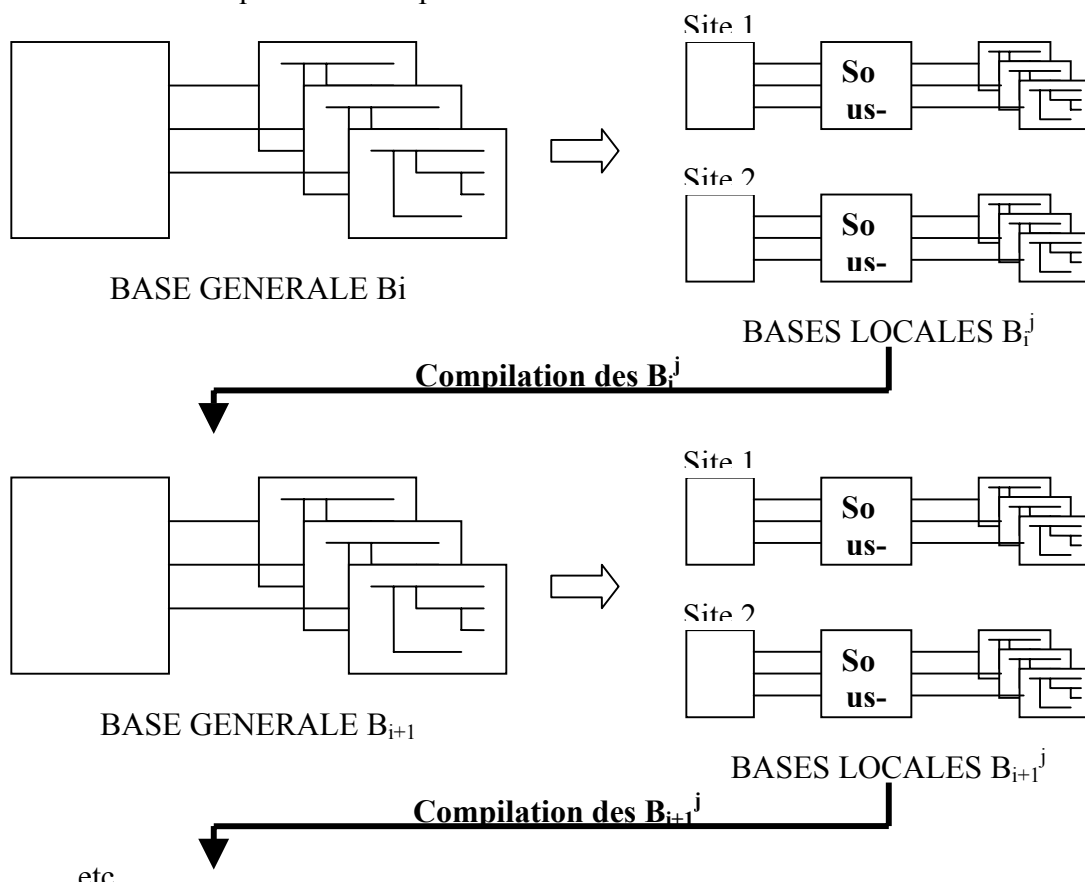 Site 1
So
us-
Site 2
So
us-
BASE GENERALE Bi
BASES LOCALES Bᵢʲ
Compilation des Bᵢʲ
Site 1
So
us-
Site 2
So
us-
BASE GENERALE Bᵢ₊₁
BASES LOCALES Bᵢ₊₁ʲ
Compilation des Bᵢ₊₁ʲ
etc